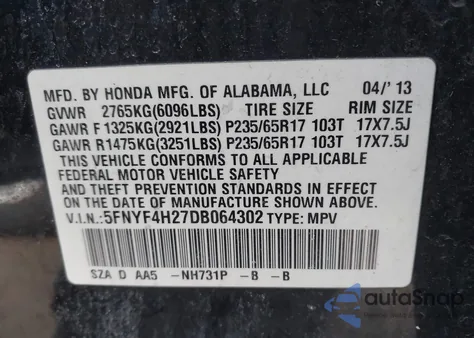 MFD. BY HONDA MFG. OF ALABAMA, LLC 04/'13
GVWR 2765KG(6096LBS) TIRE SIZE RIM SIZE
GAWR F 1325KG(2921LBS) P235/65R17 103T 17X7.5J
GAWR R 1475KG(3251LBS) P235/65R17 103T 17X7.5J
THIS VEHICLE CONFORMS TO ALL APPLICABLE
FEDERAL MOTOR VEHICLE SAFETY
AND THEFT PREVENTION STANDARDS IN EFFECT
ON THE DATE OF MANUFACTURE SHOWN ABOVE.
V.I.N.:5FNYF4H27DB064302 TYPE: MPV
SZA D AA5 -NH731P -B -B
autoSnap